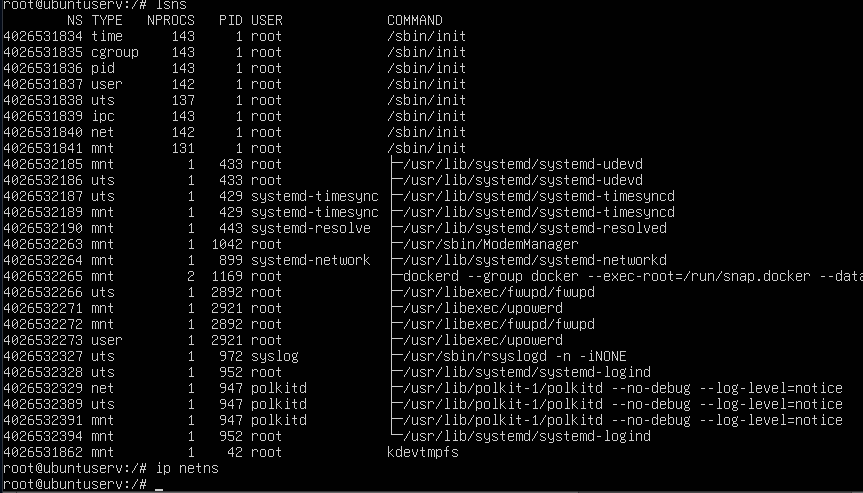 root@ubuntuserv:/# lsns
        NS TYPE   NPROCS   PID USER             COMMAND
4026531834 time      143     1 root             /sbin/init
4026531835 cgroup    143     1 root             /sbin/init
4026531836 pid       143     1 root             /sbin/init
4026531837 user      142     1 root             /sbin/init
4026531838 uts       137     1 root             /sbin/init
4026531839 ipc       143     1 root             /sbin/init
4026531840 net       142     1 root             /sbin/init
4026531841 mnt       131     1 root             /sbin/init
4026532185 mnt         1   433 root             ├─/usr/lib/systemd/systemd-udevd
4026532186 uts         1   433 root             ├─/usr/lib/systemd/systemd-udevd
4026532187 uts         1   429 systemd-timesync ├─/usr/lib/systemd/systemd-timesyncd
4026532189 mnt         1   429 systemd-timesync ├─/usr/lib/systemd/systemd-timesyncd
4026532190 mnt         1   443 systemd-resolve  ├─/usr/lib/systemd/systemd-resolved
4026532263 mnt         1  1042 root             ├─/usr/sbin/ModemManager
4026532264 mnt         1   899 systemd-network  ├─/usr/lib/systemd/systemd-networkd
4026532265 mnt         2  1169 root             ├─dockerd --group docker --exec-root=/run/snap.docker --data
4026532266 uts         1  2892 root             ├─/usr/libexec/fwupd/fwupd
4026532271 mnt         1  2921 root             ├─/usr/libexec/upowerd
4026532272 mnt         1  2892 root             ├─/usr/libexec/fwupd/fwupd
4026532273 user        1  2921 root             ├─/usr/libexec/upowerd
4026532327 uts         1   972 syslog           ├─/usr/sbin/rsyslogd -n -iNONE
4026532328 uts         1   952 root             ├─/usr/lib/systemd/systemd-logind
4026532329 net         1   947 polkitd          ├─/usr/lib/polkit-1/polkitd --no-debug --log-level=notice
4026532389 uts         1   947 polkitd          ├─/usr/lib/polkit-1/polkitd --no-debug --log-level=notice
4026532391 mnt         1   947 polkitd          ├─/usr/lib/polkit-1/polkitd --no-debug --log-level=notice
4026532394 mnt         1   952 root             └─/usr/lib/systemd/systemd-logind
4026531862 mnt         1    42 root             kdevtmpfs
root@ubuntuserv:/# ip netns
root@ubuntuserv:/# _